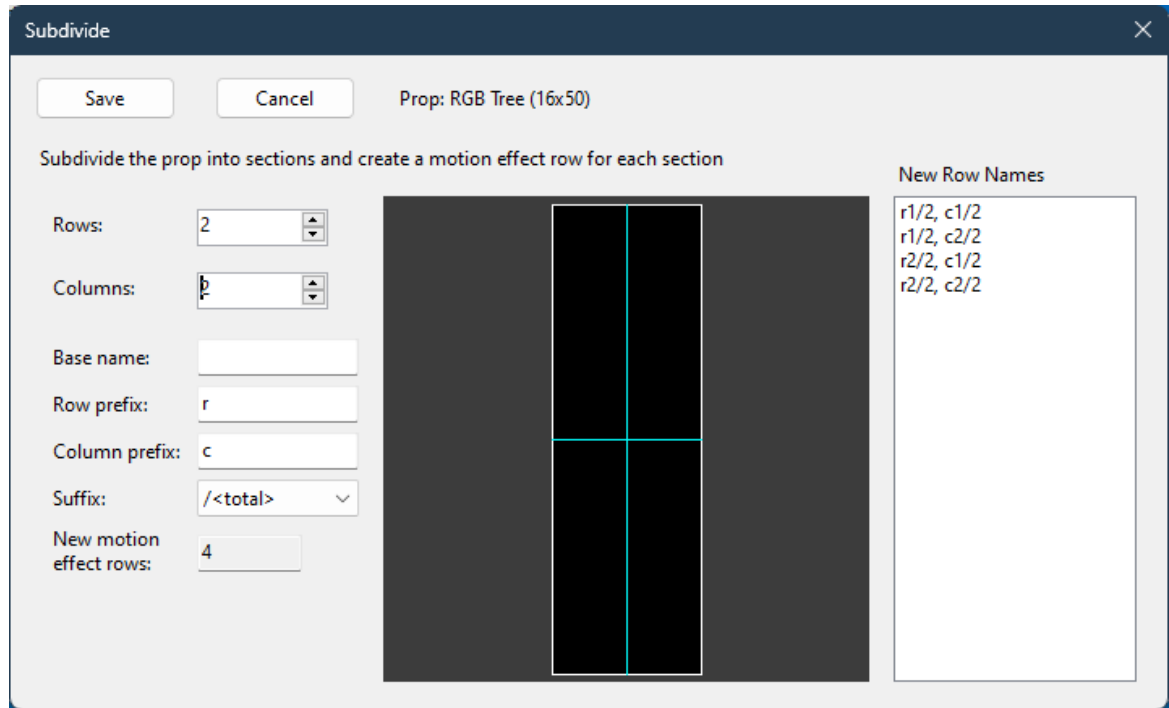 Subdivide
Save
Cancel
Prop: RGB Tree (16x50)
Subdivide the prop into sections and create a motion effect row for each section
Rows:
2
Columns:
2
Base name:
Row prefix:
r
Column prefix:
c
Suffix:
/<total>
New motion
effect rows:
4
New Row Names
r1/2, c1/2
r1/2, c2/2
r2/2, c1/2
r2/2, c2/2